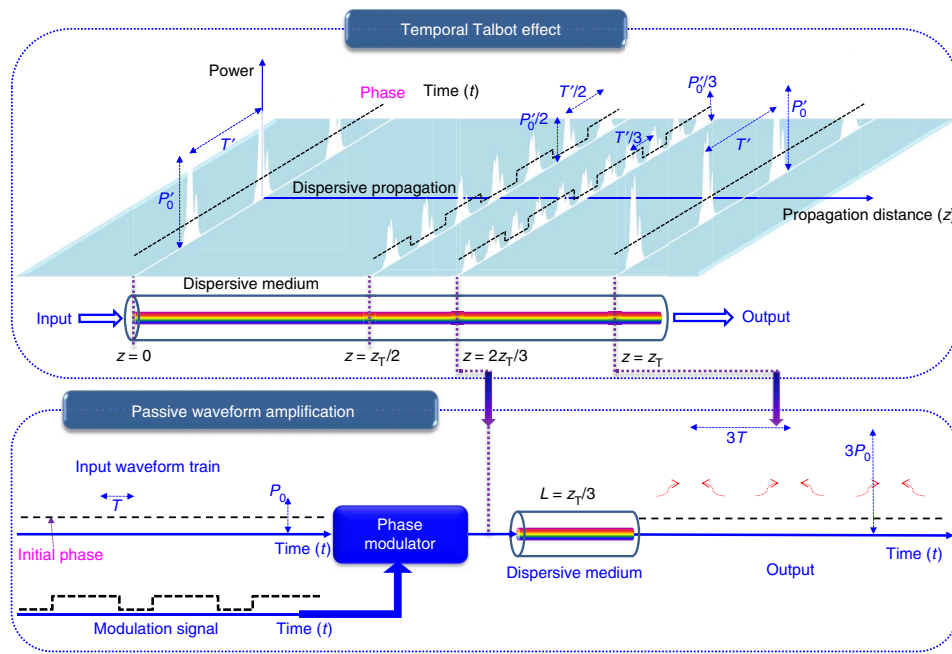 Temporal Talbot effect
Power
Phase
Time (t)
T′
P′0
T′/2
P′0/2
T′/3
P′0/3
T′
P′0
Dispersive propagation
Propagation distance (z)
Dispersive medium
Input
Output
z = 0
z = zT/2
z = 2zT/3
z = zT
Passive waveform amplification
Input waveform train
T
P0
Initial phase
Time (t)
Phase
modulator
Modulation signal
Time (t)
L = zT/3
Dispersive medium
3T
3P0
Output
Time (t)